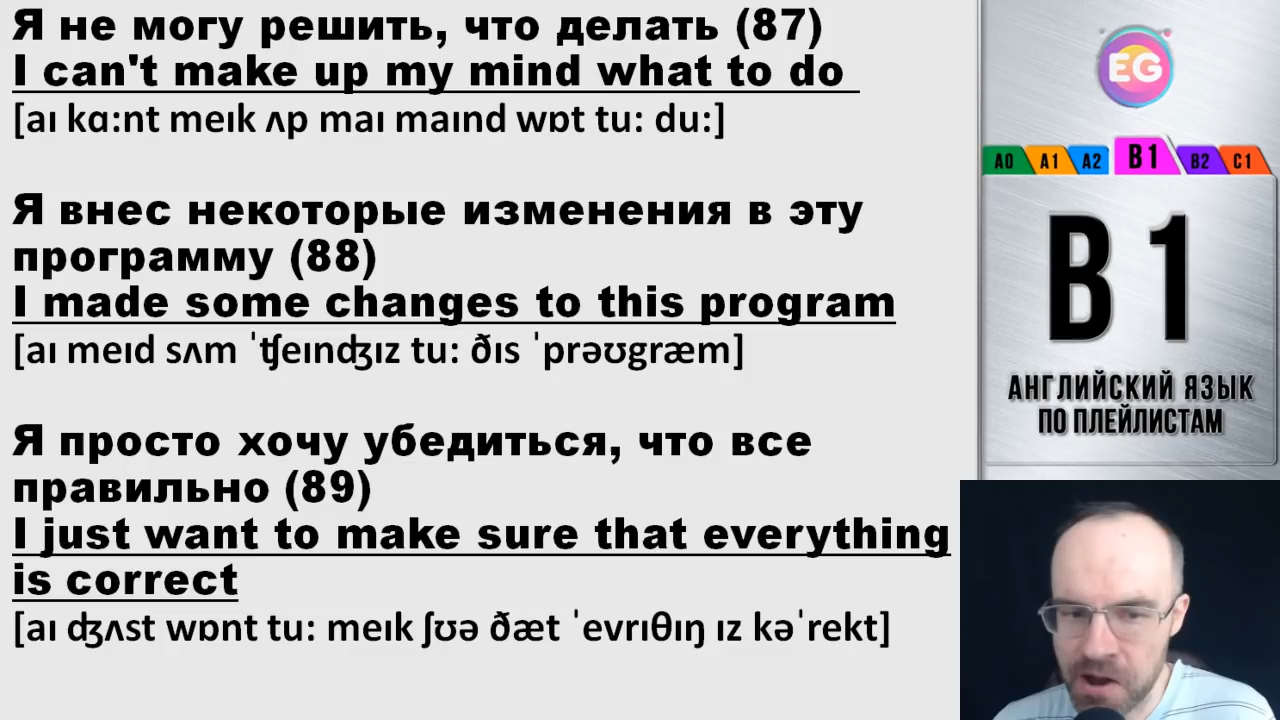 Я не могу решить, что делать (87)
I can't make up my mind what to do
[aɪ kɑ:nt meɪk ʌp maɪ maɪnd wɒt tu: du:]
Я внес некоторые изменения в эту
программу (88)
I made some changes to this program
[aɪ meɪd sʌm ˈʧeɪnʤɪz tu: ðɪs ˈprəʊgræm]
Я просто хочу убедиться, что все
правильно (89)
I just want to make sure that everything
is correct
[aɪ ʤʌst wɒnt tu: meɪk ʃʊə ðæt ˈevrɪθɪŋ ɪz kəˈrekt]
EG
A0 A1 A2 B1 B2 C1
B1
АНГЛИЙСКИЙ ЯЗЫК
ПО ПЛЕЙЛИСТАМ